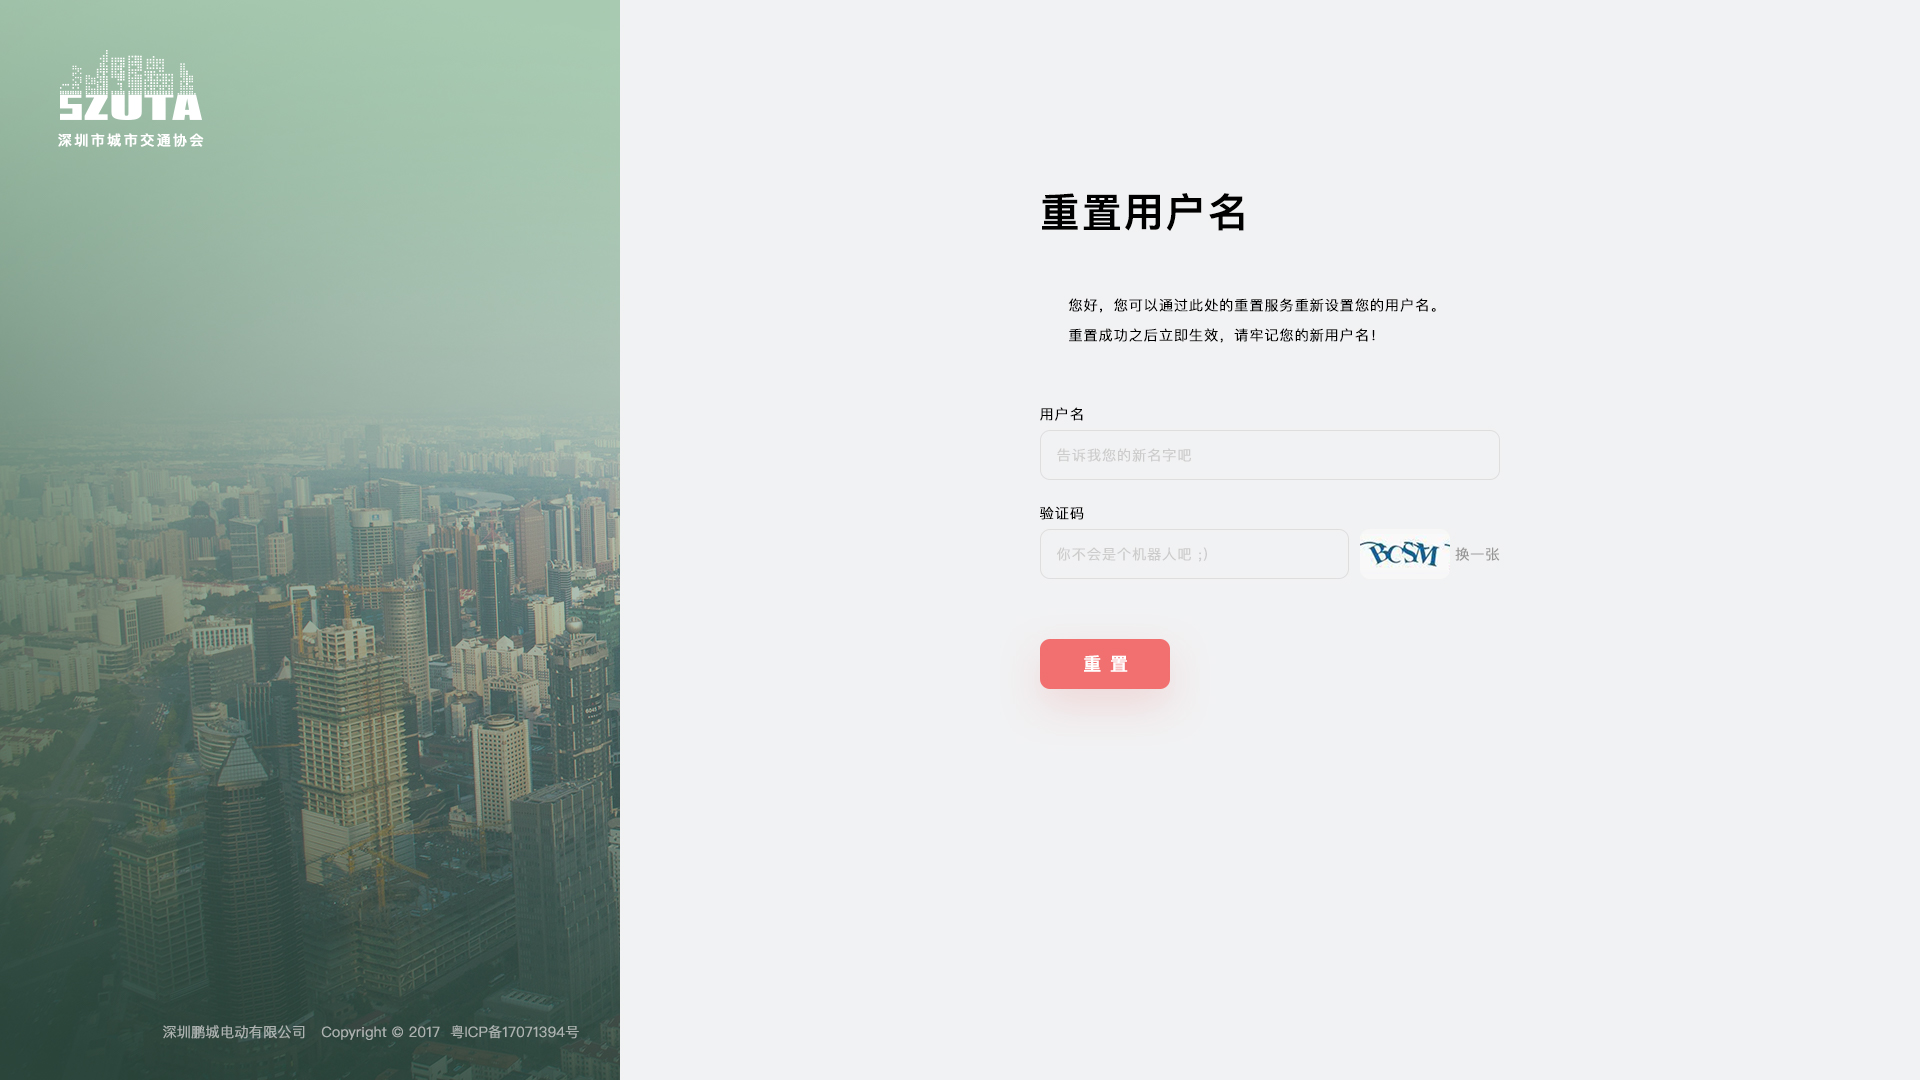 SZUTA
深圳市城市交通协会
重置用户名
您好，您可以通过此处的重置服务重新设置您的用户名。
重置成功之后立即生效，请牢记您的新用户名！
用户名
告诉我您的新名字吧
验证码
你不会是个机器人吧 ;)
BCSM
换一张
重 置
深圳鹏城电动有限公司 Copyright © 2017 粤ICP备17071394号